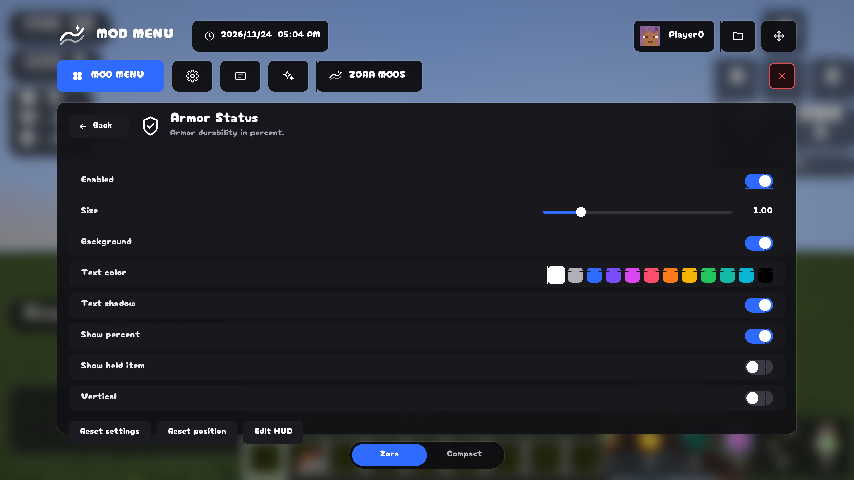 MOD MENU
2026/11/24 05:04 PM
Player0
MOD MENU
ZORA MODS
Back
Armor Status
Armor durability in percent.
Enabled
Size
1.00
Background
Text color
Text shadow
Show percent
Show held item
Vertical
Reset settings
Reset position
Edit HUD
Zora
Compact